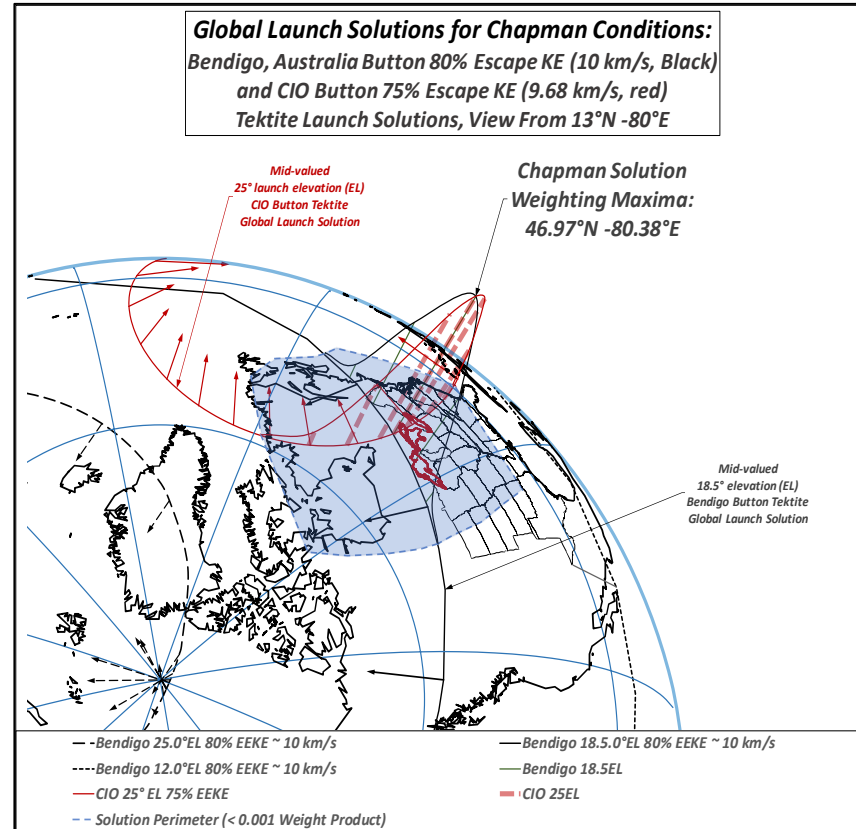 Global Launch Solutions for Chapman Conditions:
Bendigo, Australia Button 80% Escape KE (10 km/s, Black)
and CIO Button 75% Escape KE (9.68 km/s, red)
Tektite Launch Solutions, View From 13°N -80°E
Mid-valued
25° launch elevation (EL)
CIO Button Tektite
Global Launch Solution
Chapman Solution
Weighting Maxima:
46.97°N -80.38°E
Mid-valued
18.5° elevation (EL)
Bendigo Button Tektite
Global Launch Solution
Bendigo 25.0°EL 80% EEKE ~ 10 km/s
Bendigo 18.5.0°EL 80% EEKE ~ 10 km/s
Bendigo 12.0°EL 80% EEKE ~ 10 km/s
Bendigo 18.5EL
CIO 25° EL 75% EEKE
CIO 25EL
Solution Perimeter (< 0.001 Weight Product)